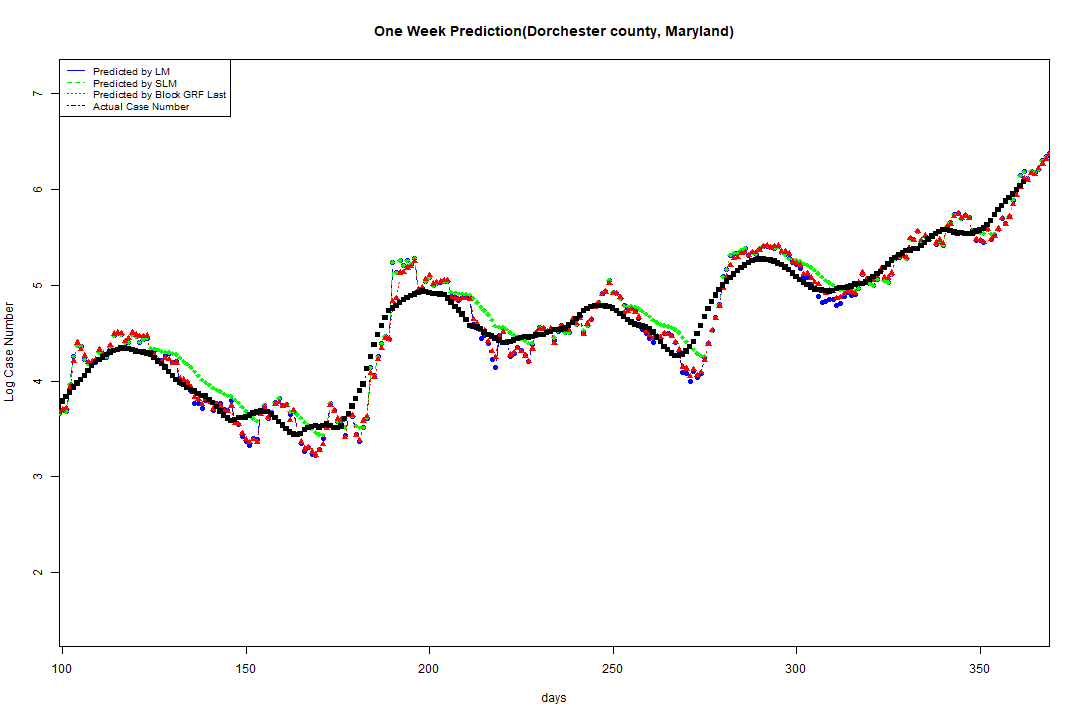 One Week Prediction(Dorchester county, Maryland)
Predicted by LM
Predicted by SLM
Predicted by Block GRF Last
Actual Case Number
Log Case Number
7
6
5
4
3
2
100 150 200 250 300 350
days